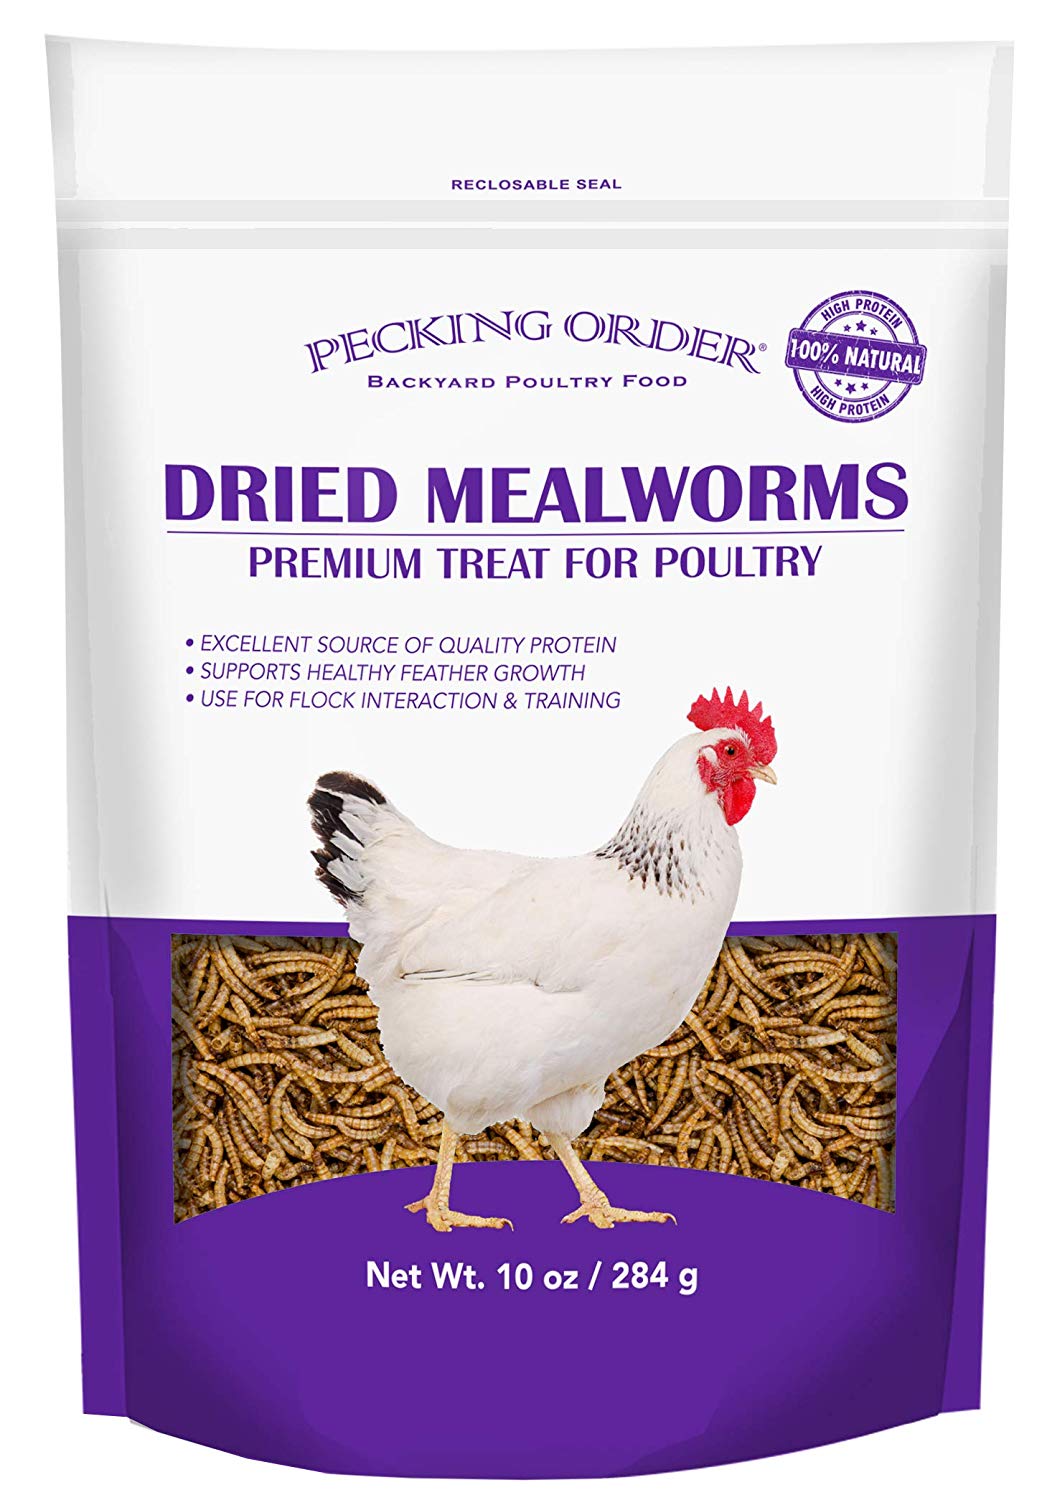 RECLOSABLE SEAL
PECKING ORDER®
BACKYARD POULTRY FOOD
HIGH PROTEIN
100% NATURAL
HIGH PROTEIN
DRIED MEALWORMS
PREMIUM TREAT FOR POULTRY
• EXCELLENT SOURCE OF QUALITY PROTEIN
• SUPPORTS HEALTHY FEATHER GROWTH
• USE FOR FLOCK INTERACTION & TRAINING
Net Wt. 10 oz / 284 g